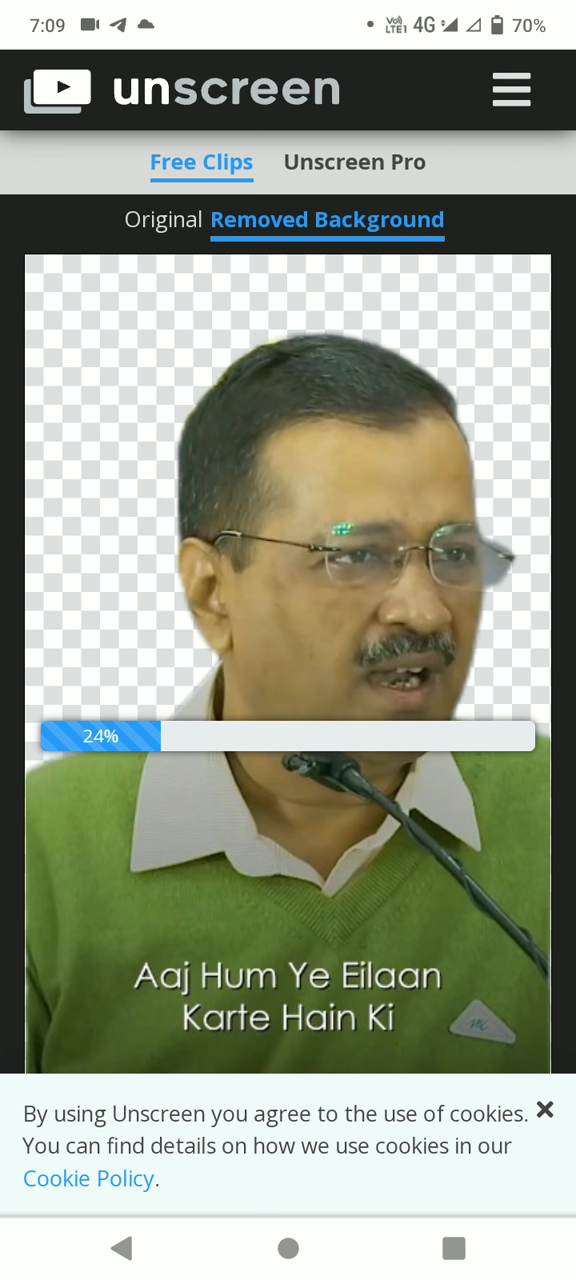 7:09
VoLTE1 4G 70%
unscreen
Free Clips Unscreen Pro
Original Removed Background
24%
Aaj Hum Ye Eilaan
Karte Hain Ki
By using Unscreen you agree to the use of cookies.
You can find details on how we use cookies in our
Cookie Policy.